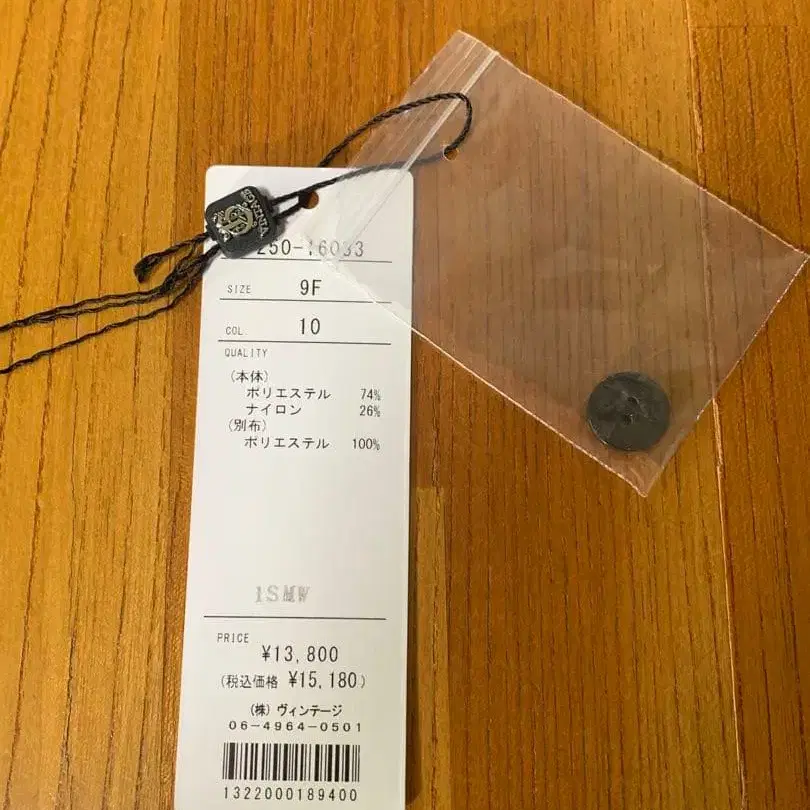 VINTAGE
250-16033
SIZE 9F
COL 10
QUALITY
(本体)
ポリエステル 74%
ナイロン 26%
(別布)
ポリエステル 100%
1SMW
PRICE
¥13,800
(税込価格 ¥15,180)
(株) ヴィンテージ
06-4964-0501
1322000189400